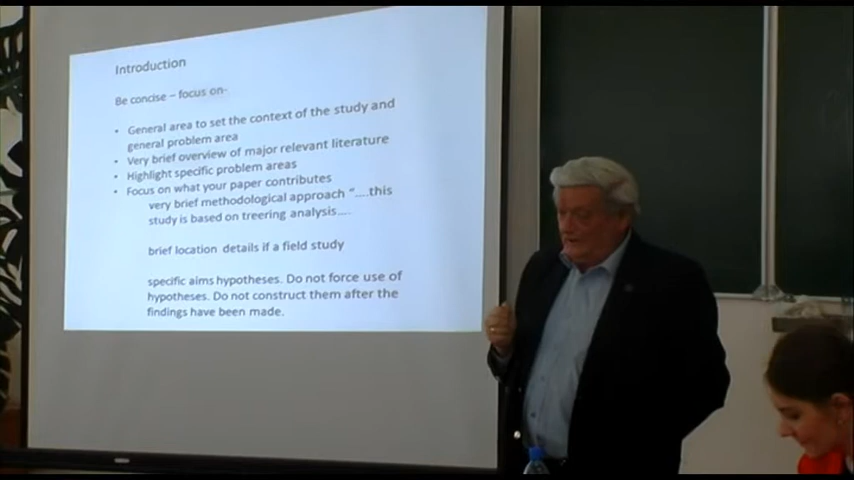 Introduction
Be concise – focus on-
• General area to set the context of the study and
general problem area
• Very brief overview of major relevant literature
• Highlight specific problem areas
• Focus on what your paper contributes
very brief methodological approach "....this
study is based on treering analysis....
brief location details if a field study
specific aims hypotheses. Do not force use of
hypotheses. Do not construct them after the
findings have been made.